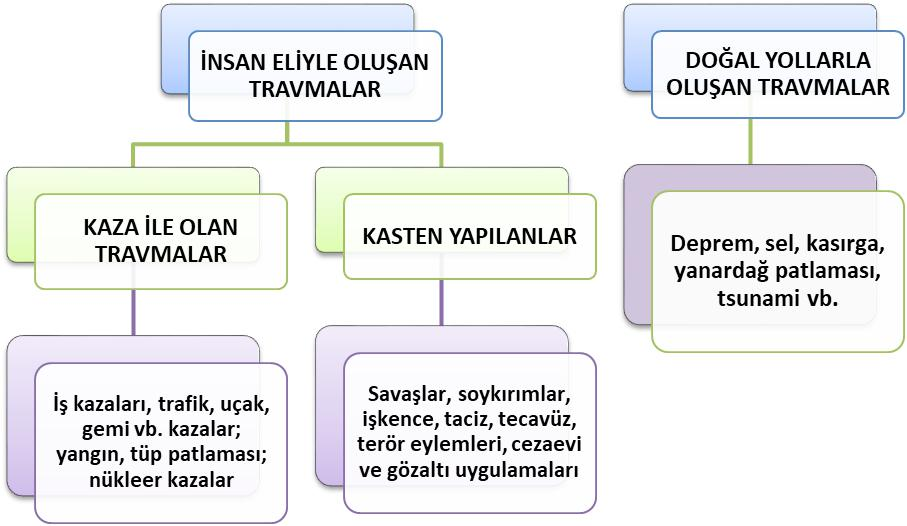 İNSAN ELİYLE OLUŞAN
TRAVMALAR
DOĞAL YOLLARLA
OLUŞAN TRAVMALAR
KAZA İLE OLAN
TRAVMALAR
KASTEN YAPILANLAR
Deprem, sel, kasırga,
yanardağ patlaması,
tsunami vb.
İş kazaları, trafik, uçak,
gemi vb. kazalar;
yangın, tüp patlaması;
nükleer kazalar
Savaşlar, soykırımlar,
işkence, taciz, tecavüz,
terör eylemleri, cezaevi
ve gözaltı uygulamaları